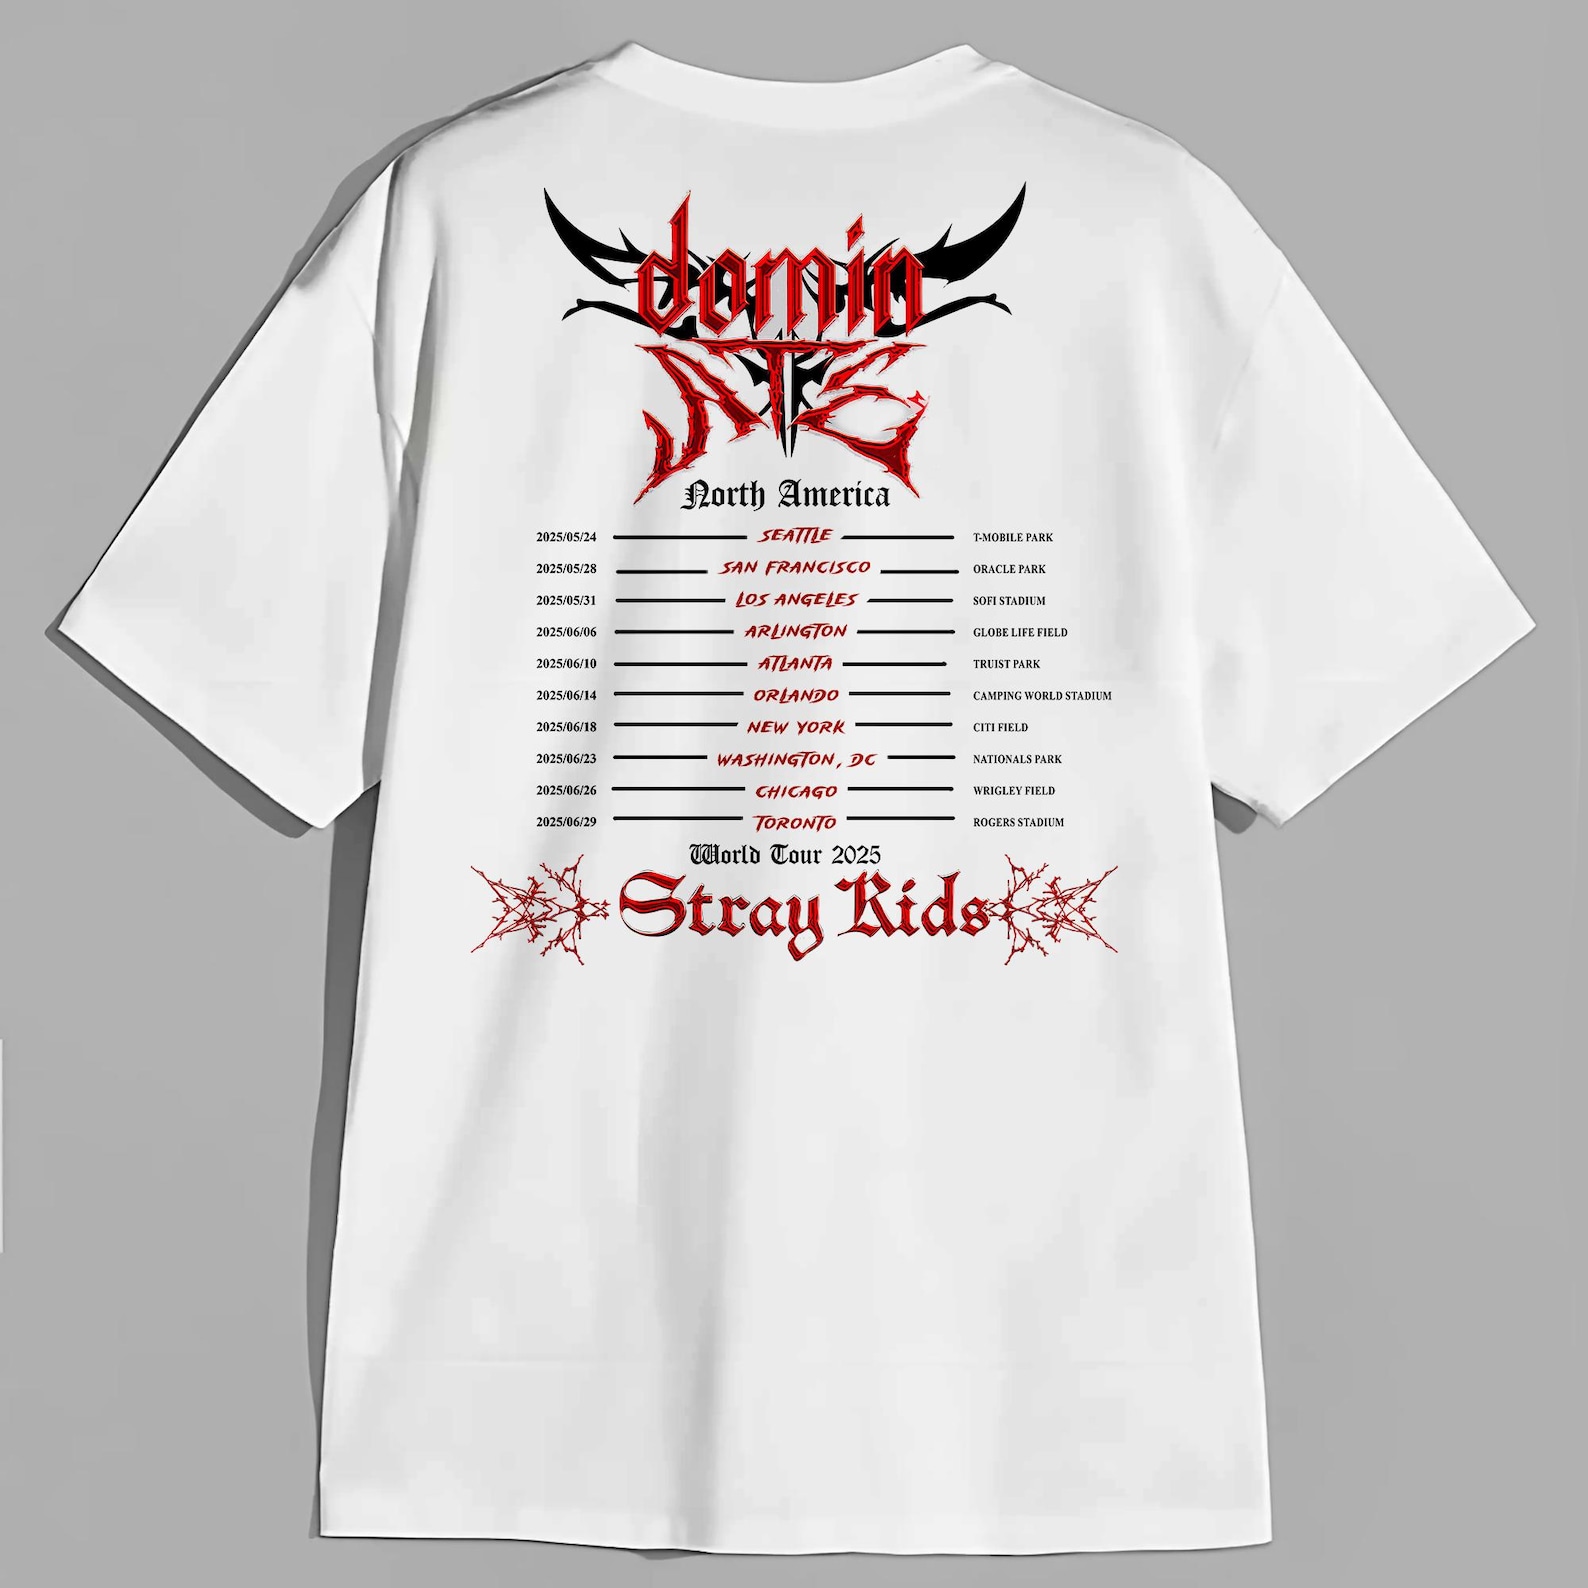 domin
ATE
North America
2025/05/24 SEATTLE T-MOBILE PARK
2025/05/28 SAN FRANCISCO ORACLE PARK
2025/05/31 LOS ANGELES SOFI STADIUM
2025/06/06 ARLINGTON GLOBE LIFE FIELD
2025/06/10 ATLANTA TRUIST PARK
2025/06/14 ORLANDO CAMPING WORLD STADIUM
2025/06/18 NEW YORK CITI FIELD
2025/06/23 WASHINGTON, DC NATIONALS PARK
2025/06/26 CHICAGO WRIGLEY FIELD
2025/06/29 TORONTO ROGERS STADIUM
World Tour 2025
Stray Kids